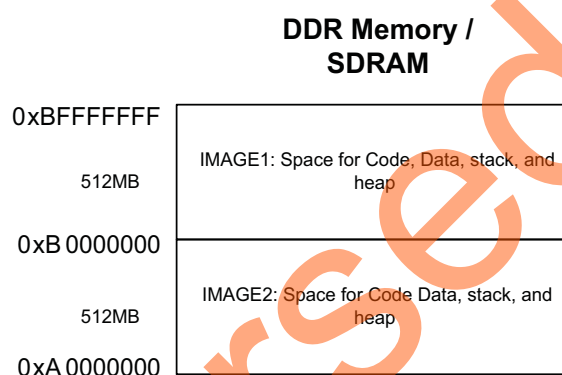 DDR Memory /
SDRAM
0xBFFFFFFF
IMAGE1: Space for Code, Data, stack, and
heap
512MB
0xB 0000000
IMAGE2: Space for Code Data, stack, and
heap
512MB
0xA 0000000